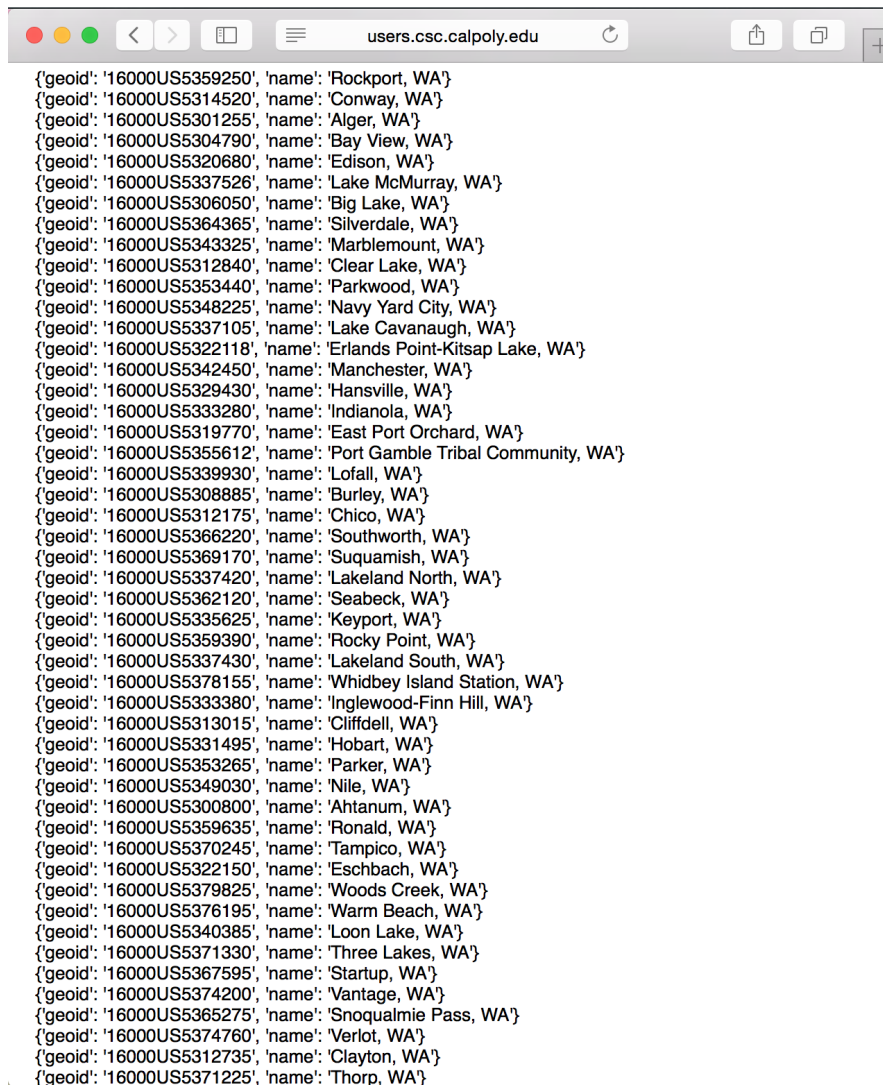 users.csc.calpoly.edu
{'geoid': '16000US5359250', 'name': 'Rockport, WA'}
{'geoid': '16000US5314520', 'name': 'Conway, WA'}
{'geoid': '16000US5301255', 'name': 'Alger, WA'}
{'geoid': '16000US5304790', 'name': 'Bay View, WA'}
{'geoid': '16000US5320680', 'name': 'Edison, WA'}
{'geoid': '16000US5337526', 'name': 'Lake McMurray, WA'}
{'geoid': '16000US5306050', 'name': 'Big Lake, WA'}
{'geoid': '16000US5364365', 'name': 'Silverdale, WA'}
{'geoid': '16000US5343325', 'name': 'Marblemount, WA'}
{'geoid': '16000US5312840', 'name': 'Clear Lake, WA'}
{'geoid': '16000US5353440', 'name': 'Parkwood, WA'}
{'geoid': '16000US5348225', 'name': 'Navy Yard City, WA'}
{'geoid': '16000US5337105', 'name': 'Lake Cavanaugh, WA'}
{'geoid': '16000US5322118', 'name': 'Erlands Point-Kitsap Lake, WA'}
{'geoid': '16000US5342450', 'name': 'Manchester, WA'}
{'geoid': '16000US5329430', 'name': 'Hansville, WA'}
{'geoid': '16000US5333280', 'name': 'Indianola, WA'}
{'geoid': '16000US5319770', 'name': 'East Port Orchard, WA'}
{'geoid': '16000US5355612', 'name': 'Port Gamble Tribal Community, WA'}
{'geoid': '16000US5339930', 'name': 'Lofall, WA'}
{'geoid': '16000US5308885', 'name': 'Burley, WA'}
{'geoid': '16000US5312175', 'name': 'Chico, WA'}
{'geoid': '16000US5366220', 'name': 'Southworth, WA'}
{'geoid': '16000US5369170', 'name': 'Suquamish, WA'}
{'geoid': '16000US5337420', 'name': 'Lakeland North, WA'}
{'geoid': '16000US5362120', 'name': 'Seabeck, WA'}
{'geoid': '16000US5335625', 'name': 'Keyport, WA'}
{'geoid': '16000US5359390', 'name': 'Rocky Point, WA'}
{'geoid': '16000US5337430', 'name': 'Lakeland South, WA'}
{'geoid': '16000US5378155', 'name': 'Whidbey Island Station, WA'}
{'geoid': '16000US5333380', 'name': 'Inglewood-Finn Hill, WA'}
{'geoid': '16000US5313015', 'name': 'Cliffdell, WA'}
{'geoid': '16000US5331495', 'name': 'Hobart, WA'}
{'geoid': '16000US5353265', 'name': 'Parker, WA'}
{'geoid': '16000US5349030', 'name': 'Nile, WA'}
{'geoid': '16000US5300800', 'name': 'Ahtanum, WA'}
{'geoid': '16000US5359635', 'name': 'Ronald, WA'}
{'geoid': '16000US5370245', 'name': 'Tampico, WA'}
{'geoid': '16000US5322150', 'name': 'Eschbach, WA'}
{'geoid': '16000US5379825', 'name': 'Woods Creek, WA'}
{'geoid': '16000US5376195', 'name': 'Warm Beach, WA'}
{'geoid': '16000US5340385', 'name': 'Loon Lake, WA'}
{'geoid': '16000US5371330', 'name': 'Three Lakes, WA'}
{'geoid': '16000US5367595', 'name': 'Startup, WA'}
{'geoid': '16000US5374200', 'name': 'Vantage, WA'}
{'geoid': '16000US5365275', 'name': 'Snoqualmie Pass, WA'}
{'geoid': '16000US5374760', 'name': 'Verlot, WA'}
{'geoid': '16000US5312735', 'name': 'Clayton, WA'}
{'geoid': '16000US5371225', 'name': 'Thorp, WA'}